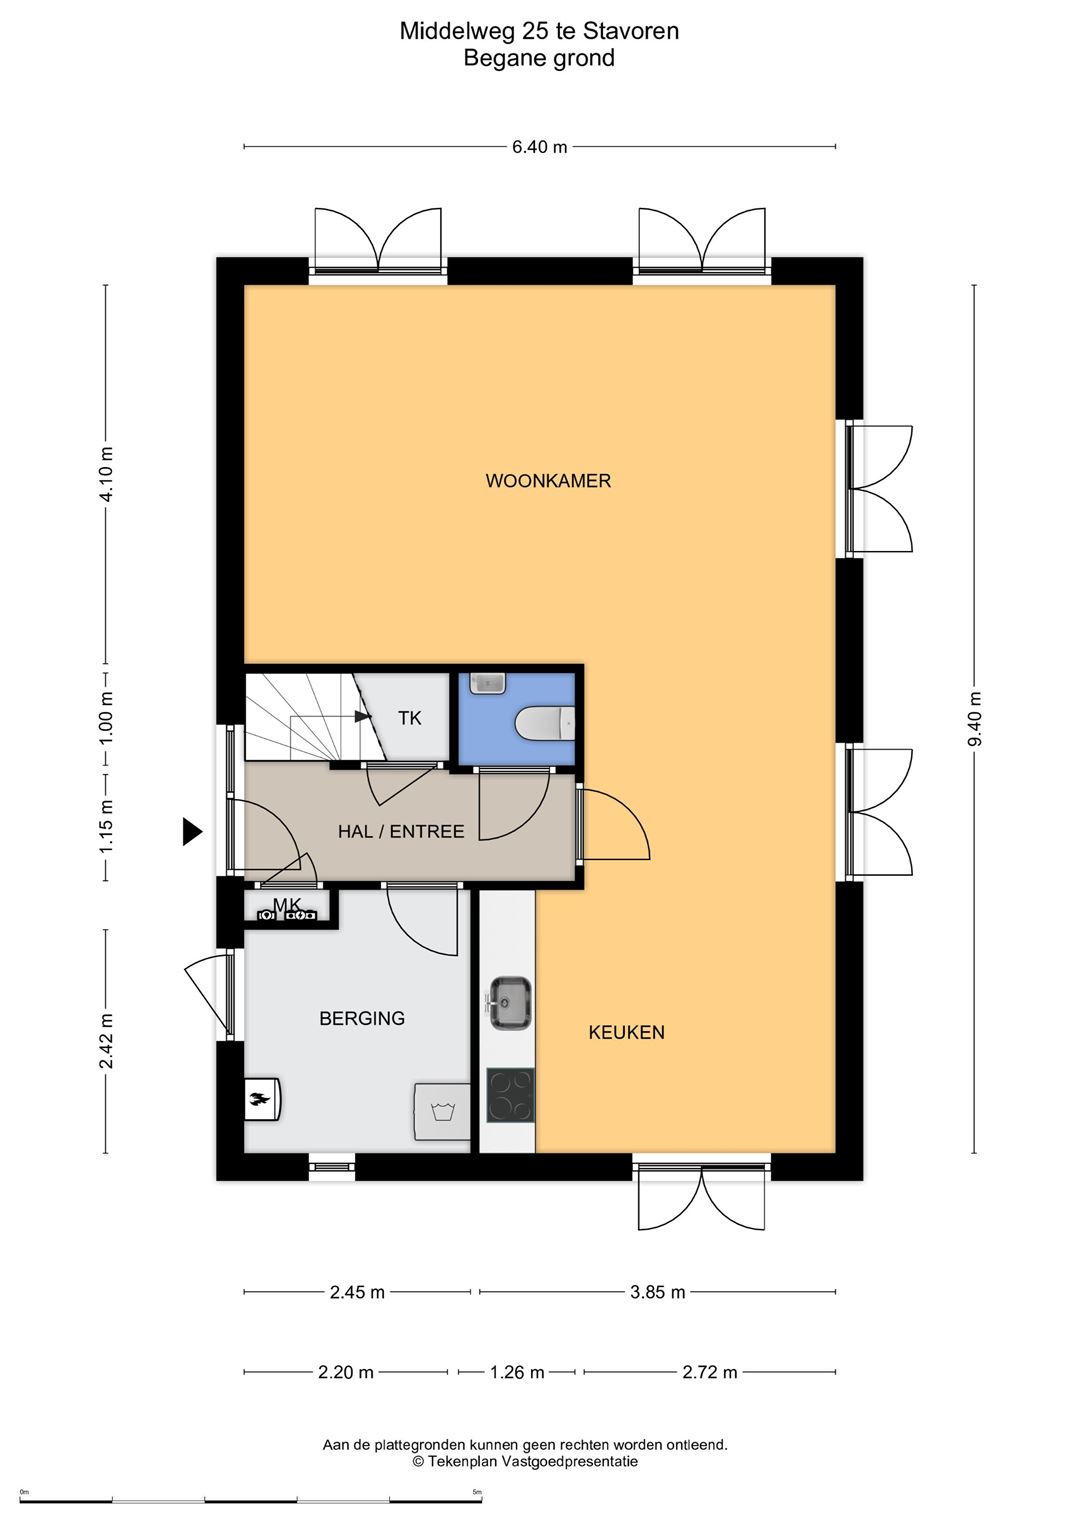 Middelweg 25 te Stavoren
Begane grond
6.40 m
4.10 m
WOONKAMER
1.00 m
TK
9.40 m
1.15 m
HAL / ENTREE
MK
2.42 m
BERGING
KEUKEN
2.45 m
3.85 m
2.20 m
1.26 m
2.72 m
Aan de plattegronden kunnen geen rechten worden ontleend.
© Tekenplan Vastgoedpresentatie
0m
5m